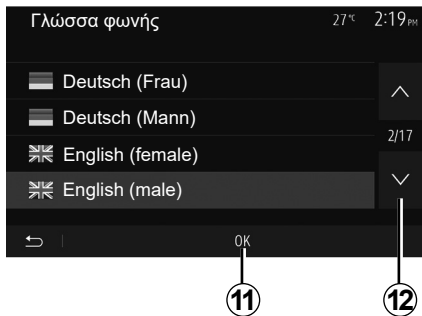 Γλώσσα φωνής 27°C 2:19PM
Deutsch (Frau)
Deutsch (Mann)
2/17
English (female)
English (male)
OK
11 12